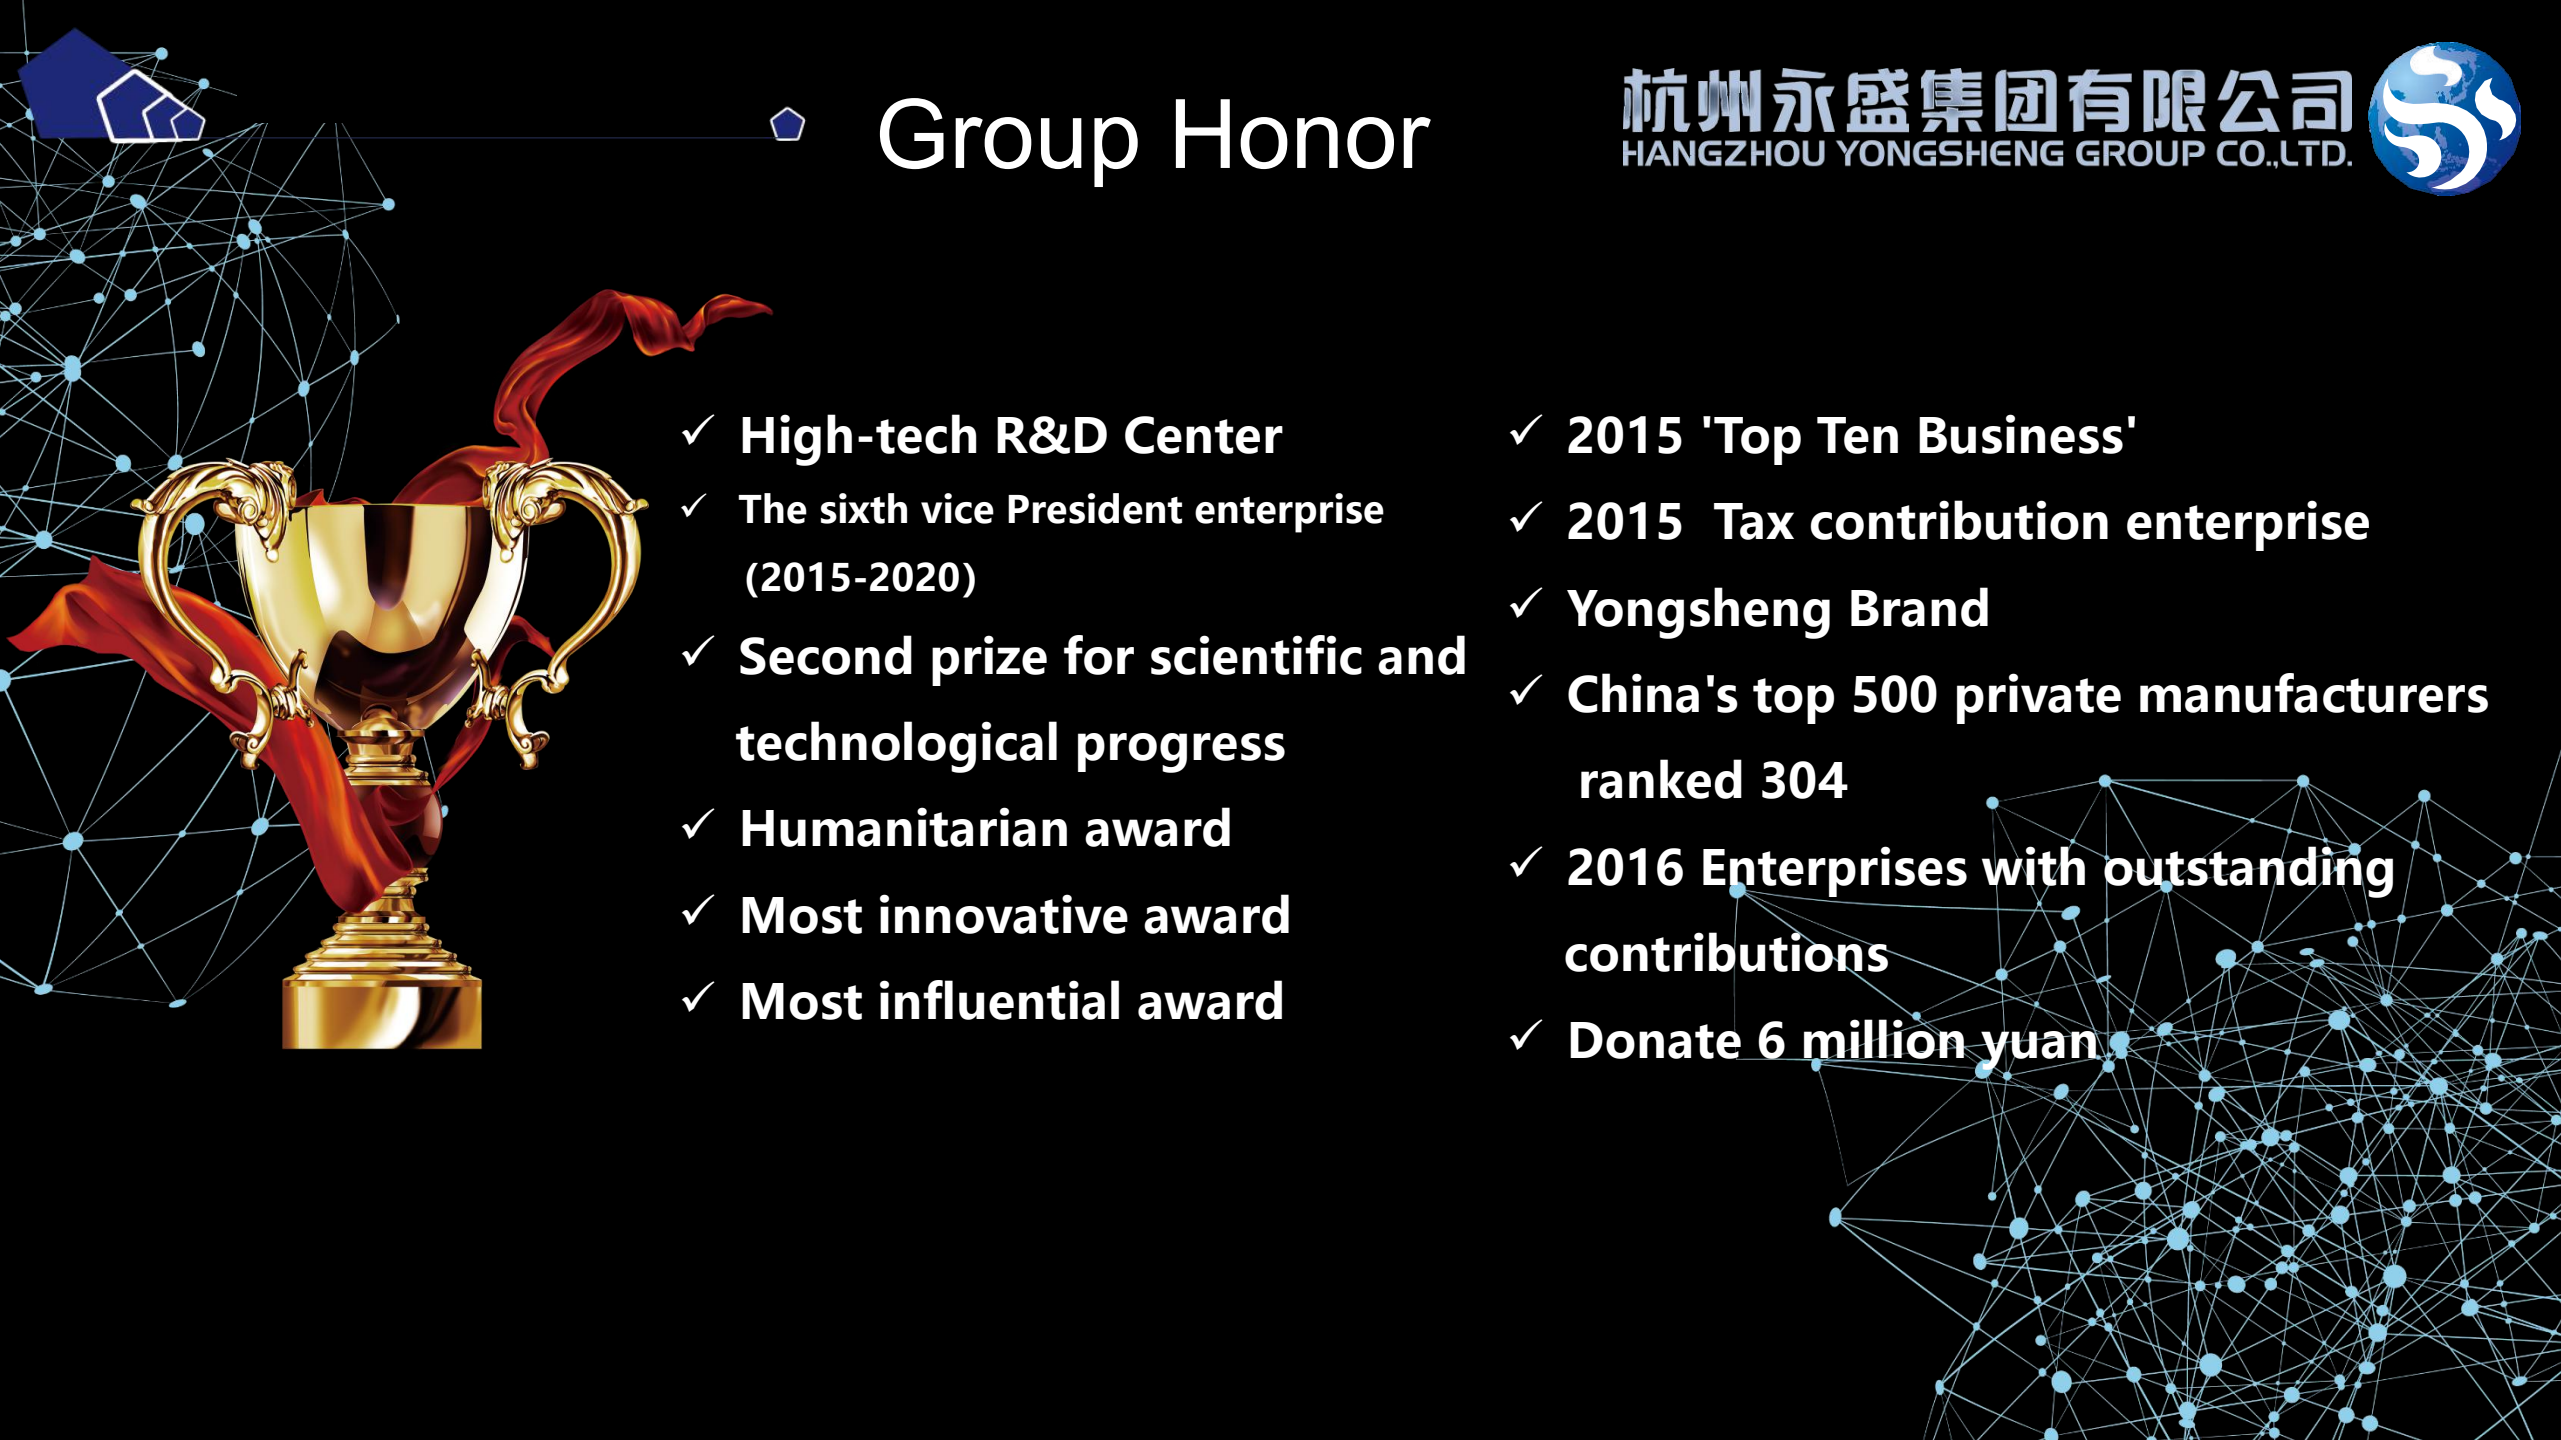 Group Honor
杭州永盛集团有限公司
HANGZHOU YONGSHENG GROUP CO.,LTD.
High-tech R&D Center
The sixth vice President enterprise
(2015-2020)
Second prize for scientific and
technological progress
Humanitarian award
Most innovative award
Most influential award
2015 'Top Ten Business'
2015  Tax contribution enterprise
Yongsheng Brand
China's top 500 private manufacturers
ranked 304
2016 Enterprises with outstanding
contributions
Donate 6 million yuan